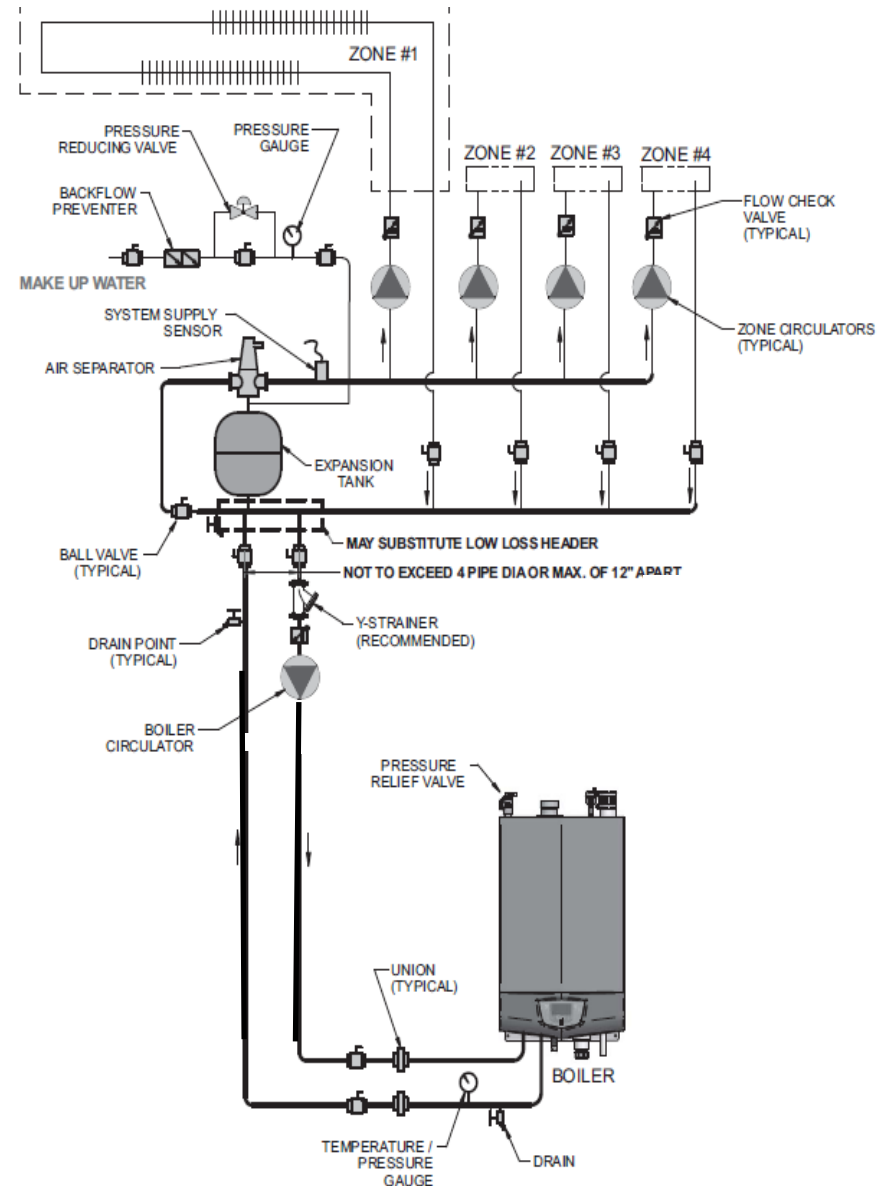 ZONE #1
PRESSURE
REDUCING VALVE
PRESSURE
GAUGE
ZONE #2
ZONE #3
ZONE #4
BACKFLOW
PREVENTER
FLOW CHECK
VALVE
(TYPICAL)
MAKE UP WATER
SYSTEM SUPPLY
SENSOR
ZONE CIRCULATORS
(TYPICAL)
AIR SEPARATOR
EXPANSION
TANK
BALL VALVE
(TYPICAL)
MAY SUBSTITUTE LOW LOSS HEADER
NOT TO EXCEED 4 PIPE DIA OR MAX. OF 12" APART
Y-STRAINER
(RECOMMENDED)
DRAIN POINT
(TYPICAL)
BOILER
CIRCULATOR
PRESSURE
RELIEF VALVE
UNION
(TYPICAL)
BOILER
TEMPERATURE /
PRESSURE
GAUGE
DRAIN